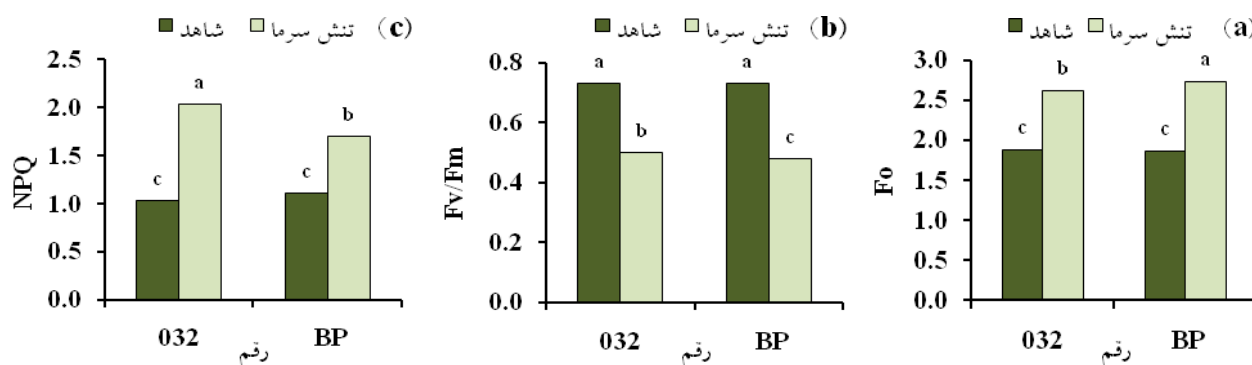 (c) تنش سرما شاهد
2.5
2.0
1.5
1.0
0.5
0.0
NPQ
c a c b
032 BP
رقم
(b) تنش سرما شاهد
0.8
0.6
0.4
0.2
0.0
Fv/Fm
a b a c
032 BP
رقم
(a) تنش سرما شاهد
3.0
2.5
2.0
1.5
1.0
0.5
0.0
Fo
c b c a
032 BP
رقم